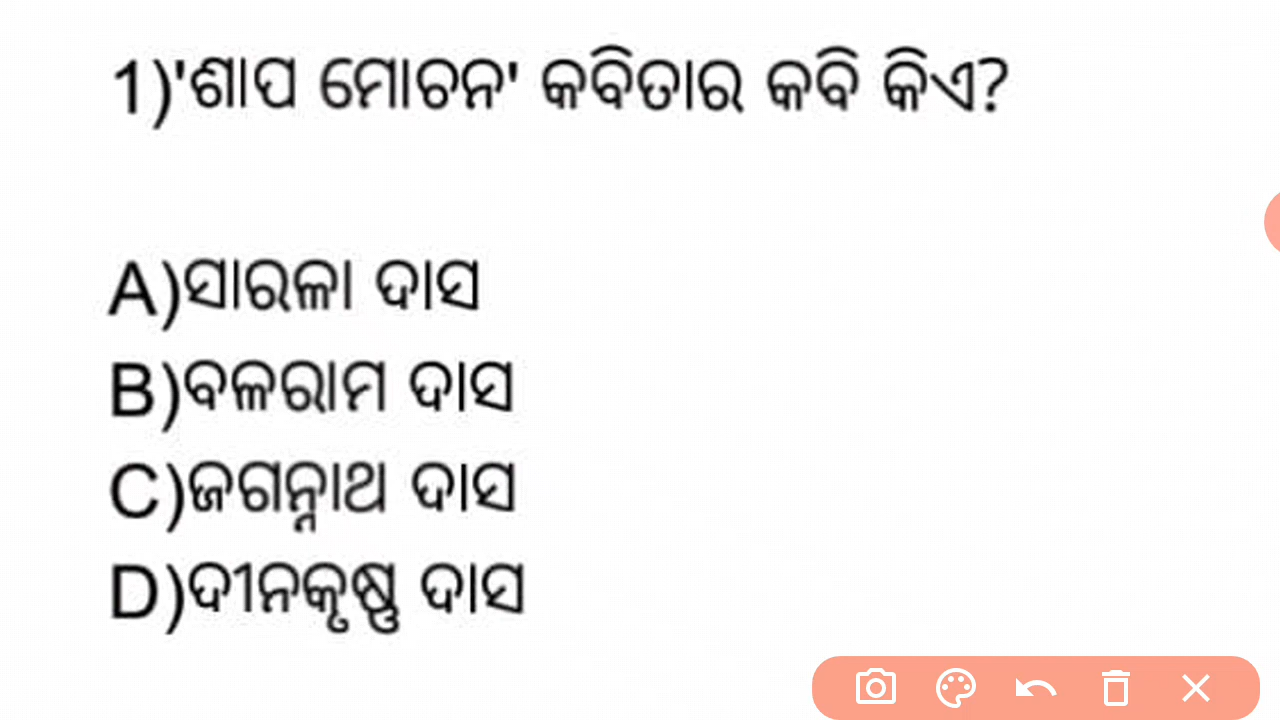 1)'ଶାପ ମୋଚନ' କବିତାର କବି କିଏ?
A)ସାରଳା ଦାସ
B)ବଳରାମ ଦାସ
C)ଜଗନ୍ନାଥ ଦାସ
D)ଦୀନକୃଷ୍ଣ ଦାସ